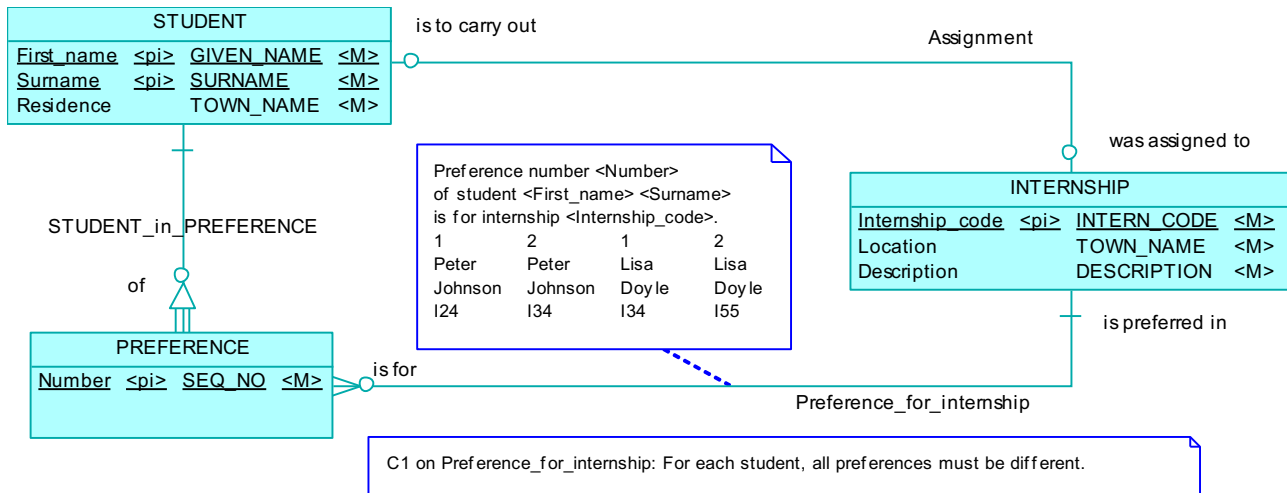 STUDENT
First_name <pi> GIVEN_NAME <M>
Surname <pi> SURNAME <M>
Residence TOWN_NAME <M>
is to carry out
Assignment
was assigned to
INTERNSHIP
Internship_code <pi> INTERN_CODE <M>
Location TOWN_NAME <M>
Description DESCRIPTION <M>
Preference number <Number>
of student <First_name> <Surname>
is for internship <Internship_code>.
1 2 1 2
Peter Peter Lisa Lisa
Johnson Johnson Doyle Doyle
I24 I34 I34 I55
STUDENT_in_PREFERENCE
of
PREFERENCE
Number <pi> SEQ_NO <M>
is for
is preferred in
Preference_for_internship
C1 on Preference_for_internship: For each student, all preferences must be different.